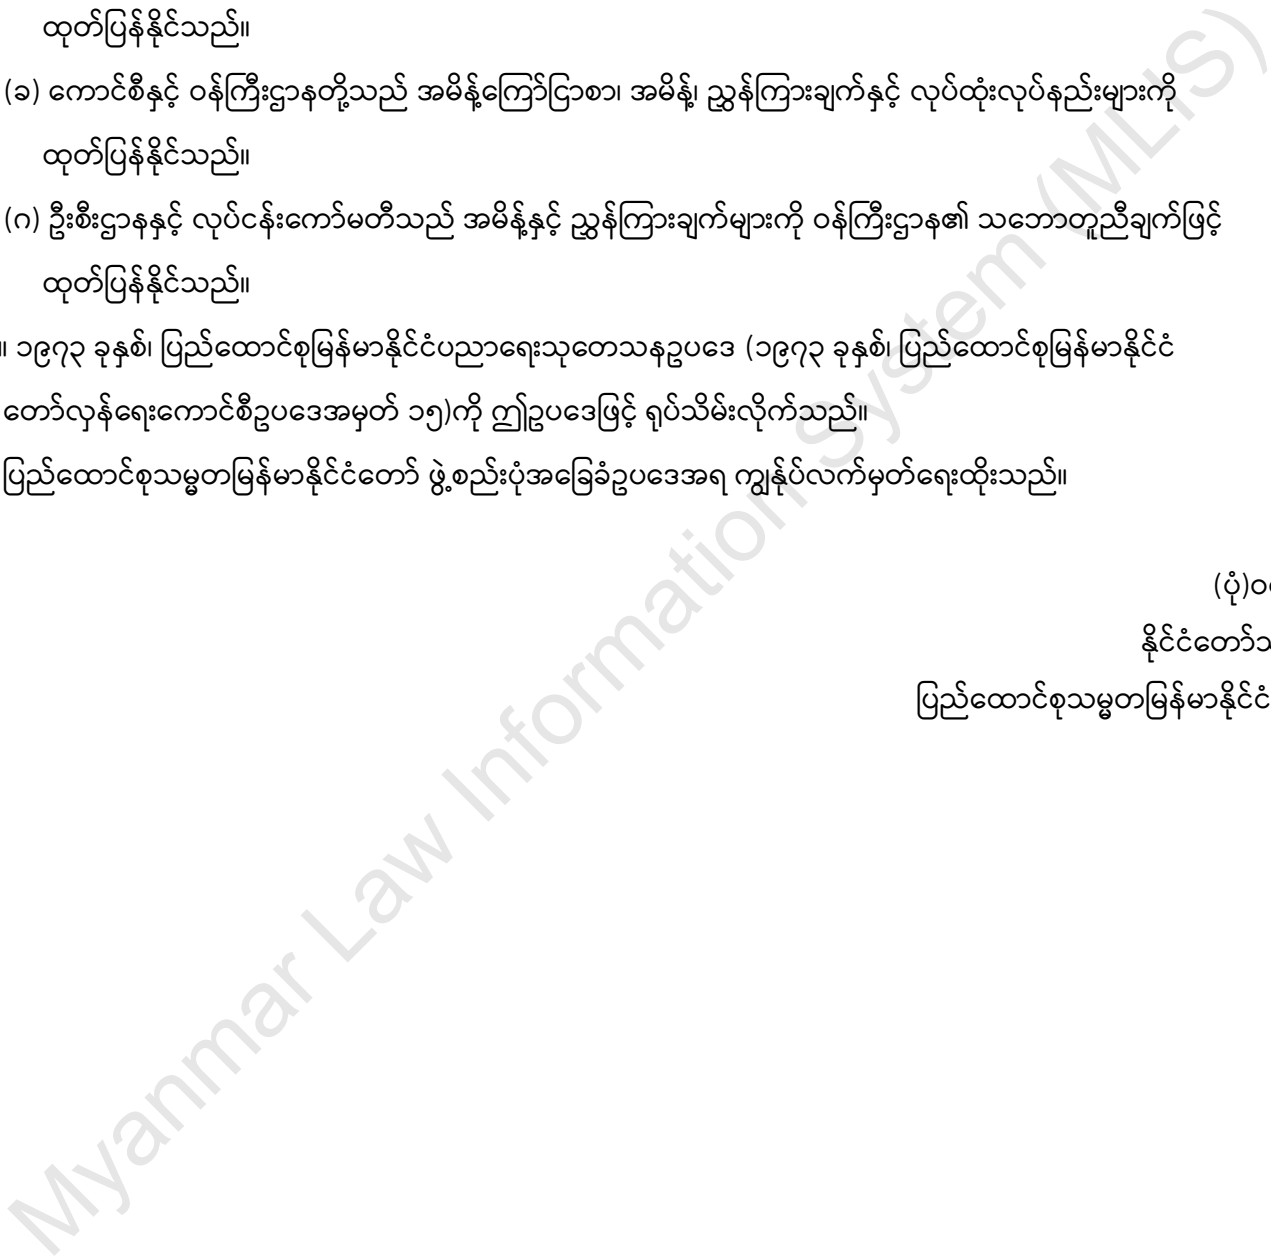 ထုတ်ပြန်နိုင်သည်။
(ခ) ကောင်စီနှင့် ဝန်ကြီးဌာနတို့သည် အမိန့်ကြော်ငြာစာ၊ အမိန့်၊ ညွှန်ကြားချက်နှင့် လုပ်ထုံးလုပ်နည်းများကို
ထုတ်ပြန်နိုင်သည်။
(ဂ) ဦးစီးဌာနနှင့် လုပ်ငန်းကော်မတီသည် အမိန့်နှင့် ညွှန်ကြားချက်များကို ဝန်ကြီးဌာန၏ သဘောတူညီချက်ဖြင့်
ထုတ်ပြန်နိုင်သည်။
။ ၁၉၇၃ ခုနှစ်၊ ပြည်ထောင်စုမြန်မာနိုင်ငံပညာရေးသုတေသနဥပဒေ (၁၉၇၃ ခုနှစ်၊ ပြည်ထောင်စုမြန်မာနိုင်ငံ
တော်လှန်ရေးကောင်စီဥပဒေအမှတ် ၁၅)ကို ဤဥပဒေဖြင့် ရုပ်သိမ်းလိုက်သည်။
ပြည်ထောင်စုသမ္မတမြန်မာနိုင်ငံတော် ဖွဲ့စည်းပုံအခြေခံဥပဒေအရ ကျွန်ုပ်လက်မှတ်ရေးထိုးသည်။
(ပုံ)
နိုင်ငံတော်
ပြည်ထောင်စုသမ္မတမြန်မာနိုင်ငံ
Myanmar Law Information System (MLIS)